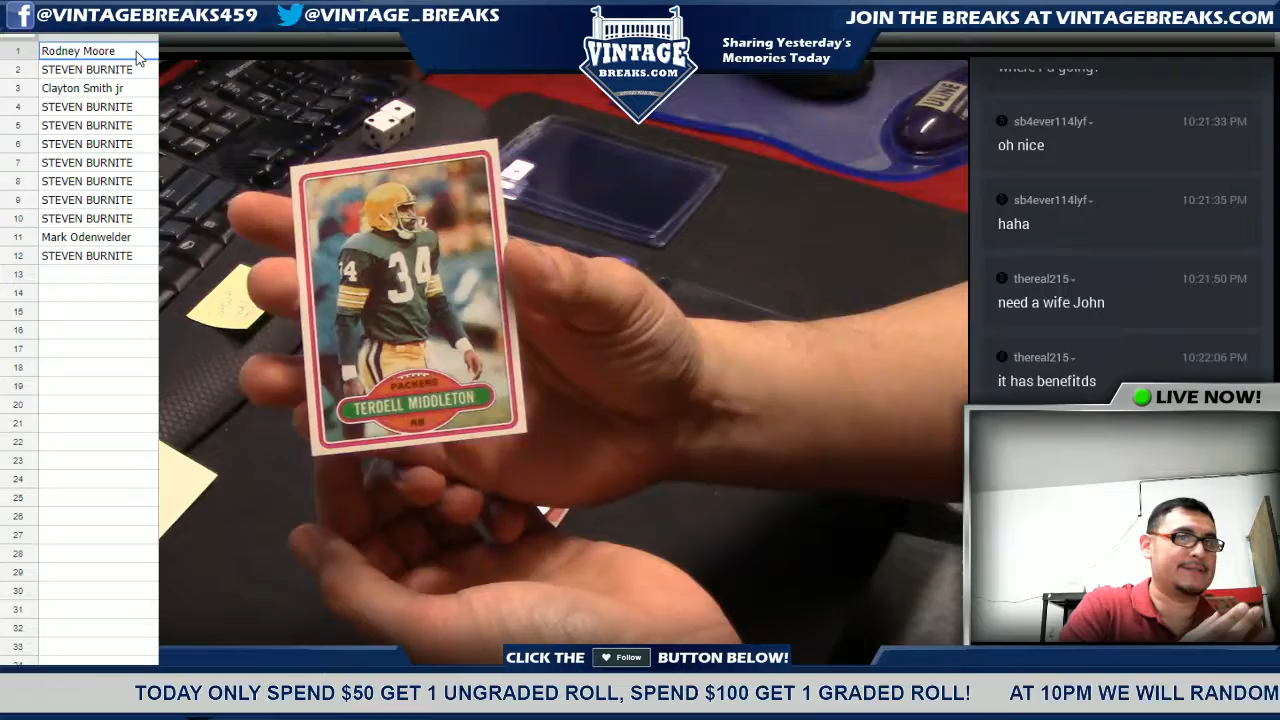 @VINTAGEBREAKS459
@VINTAGE_BREAKS
VINTAGE
BREAKS.COM
Sharing Yesterday's
Memories Today
JOIN THE BREAKS AT VINTAGEBREAKS.COM
1 Rodney Moore
2 STEVEN BURNITE
3 Clayton Smith jr
4 STEVEN BURNITE
5 STEVEN BURNITE
6 STEVEN BURNITE
7 STEVEN BURNITE
8 STEVEN BURNITE
9 STEVEN BURNITE
10 STEVEN BURNITE
11 Mark Odenwelder
12 STEVEN BURNITE
13
14
15
16
17
18
19
20
21
22
23
24
25
26
27
28
29
30
31
32
33
34
34
PACKERS
TERDELL MIDDLETON
RB
sb4ever114lyf 10:21:33 PM
oh nice
sb4ever114lyf 10:21:35 PM
haha
thereal215 10:21:50 PM
need a wife John
thereal215 10:22:06 PM
it has benefitds
LIVE NOW!
CLICK THE Follow BUTTON BELOW!
TODAY ONLY SPEND $50 GET 1 UNGRADED ROLL, SPEND $100 GET 1 GRADED ROLL! AT 10PM WE WILL RANDOM